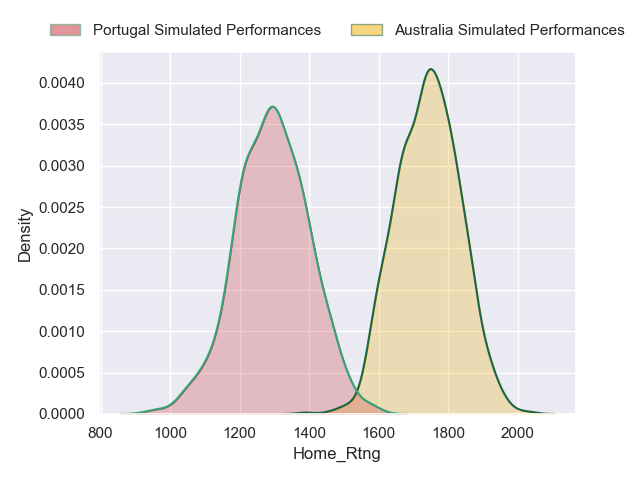 Portugal Simulated Performances Australia Simulated Performances
0.0040
0.0035
0.0030
0.0025
0.0020
0.0015
0.0010
0.0005
0.0000
Density
800 1000 1200 1400 1600 1800 2000
Home_Rtng